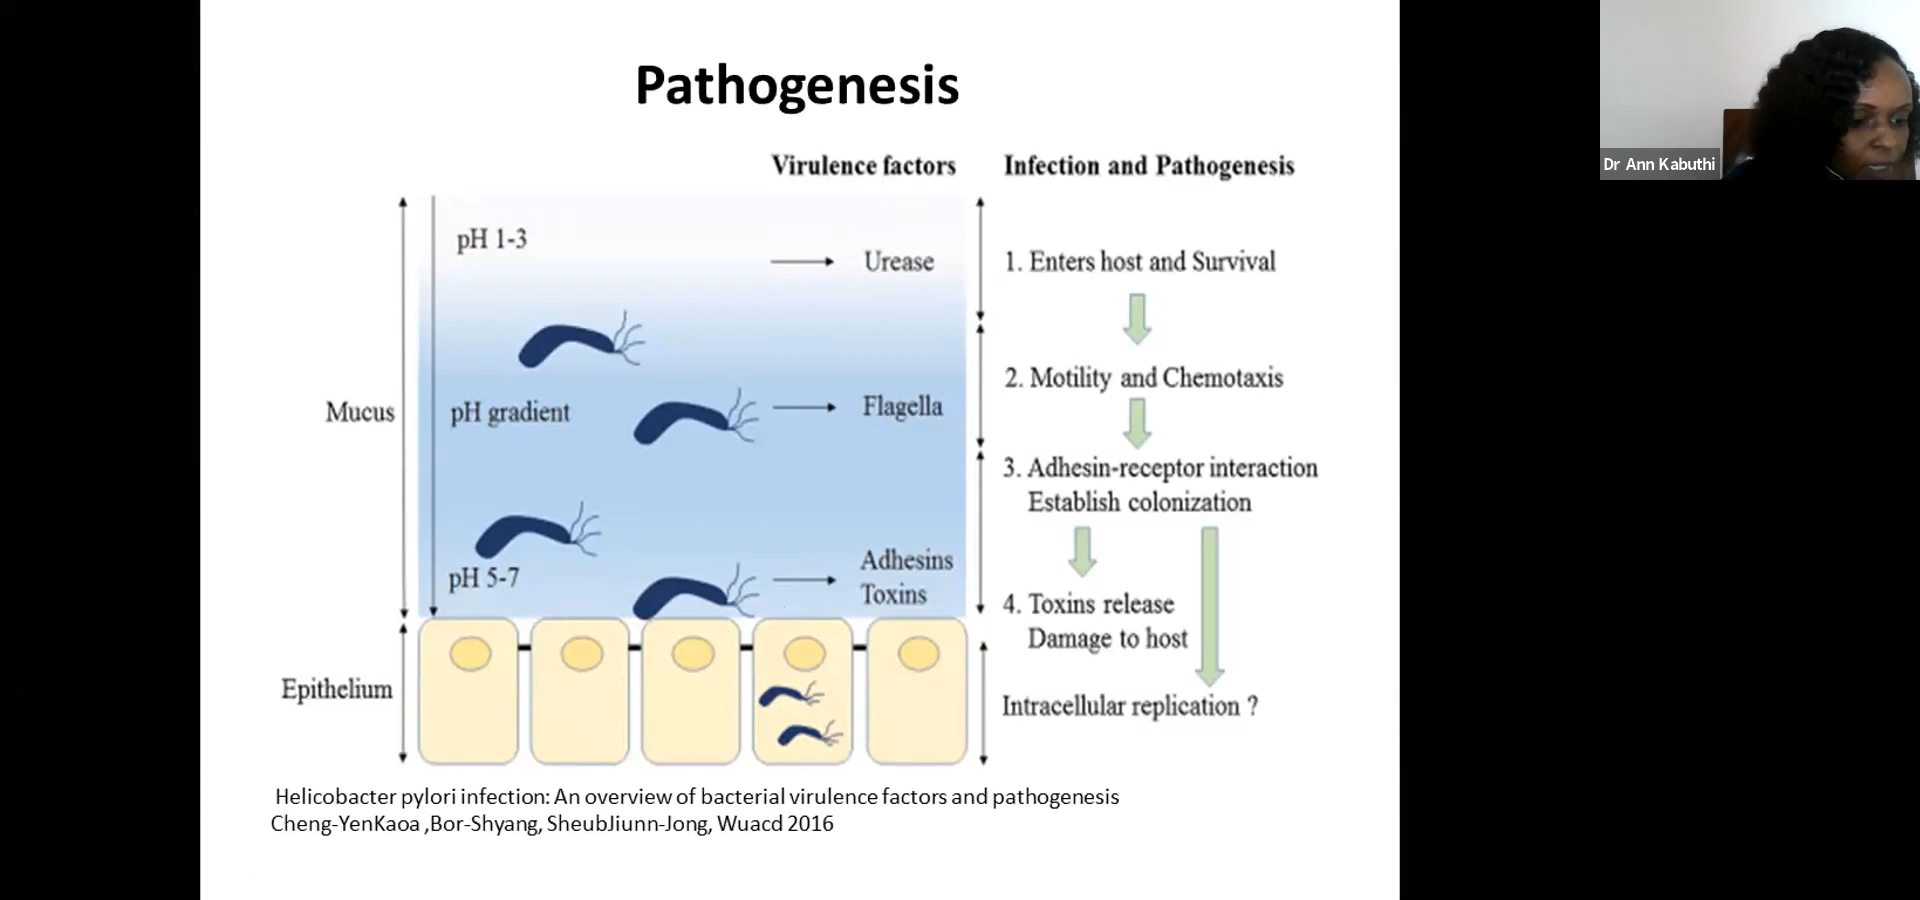 Pathogenesis
Virulence factors
Infection and Pathogenesis
pH 1-3
Urease
1. Enters host and Survival
2. Motility and Chemotaxis
Mucus
pH gradient
Flagella
3. Adhesin-receptor interaction
Establish colonization
pH 5-7
Adhesins
Toxins
4. Toxins release
Damage to host
Epithelium
Intracellular replication ?
Helicobacter pylori infection: An overview of bacterial virulence factors and pathogenesis
Cheng-YenKaoa ,Bor-Shyang, SheubJiunn-Jong, Wuacd 2016
Dr Ann Kabuthi